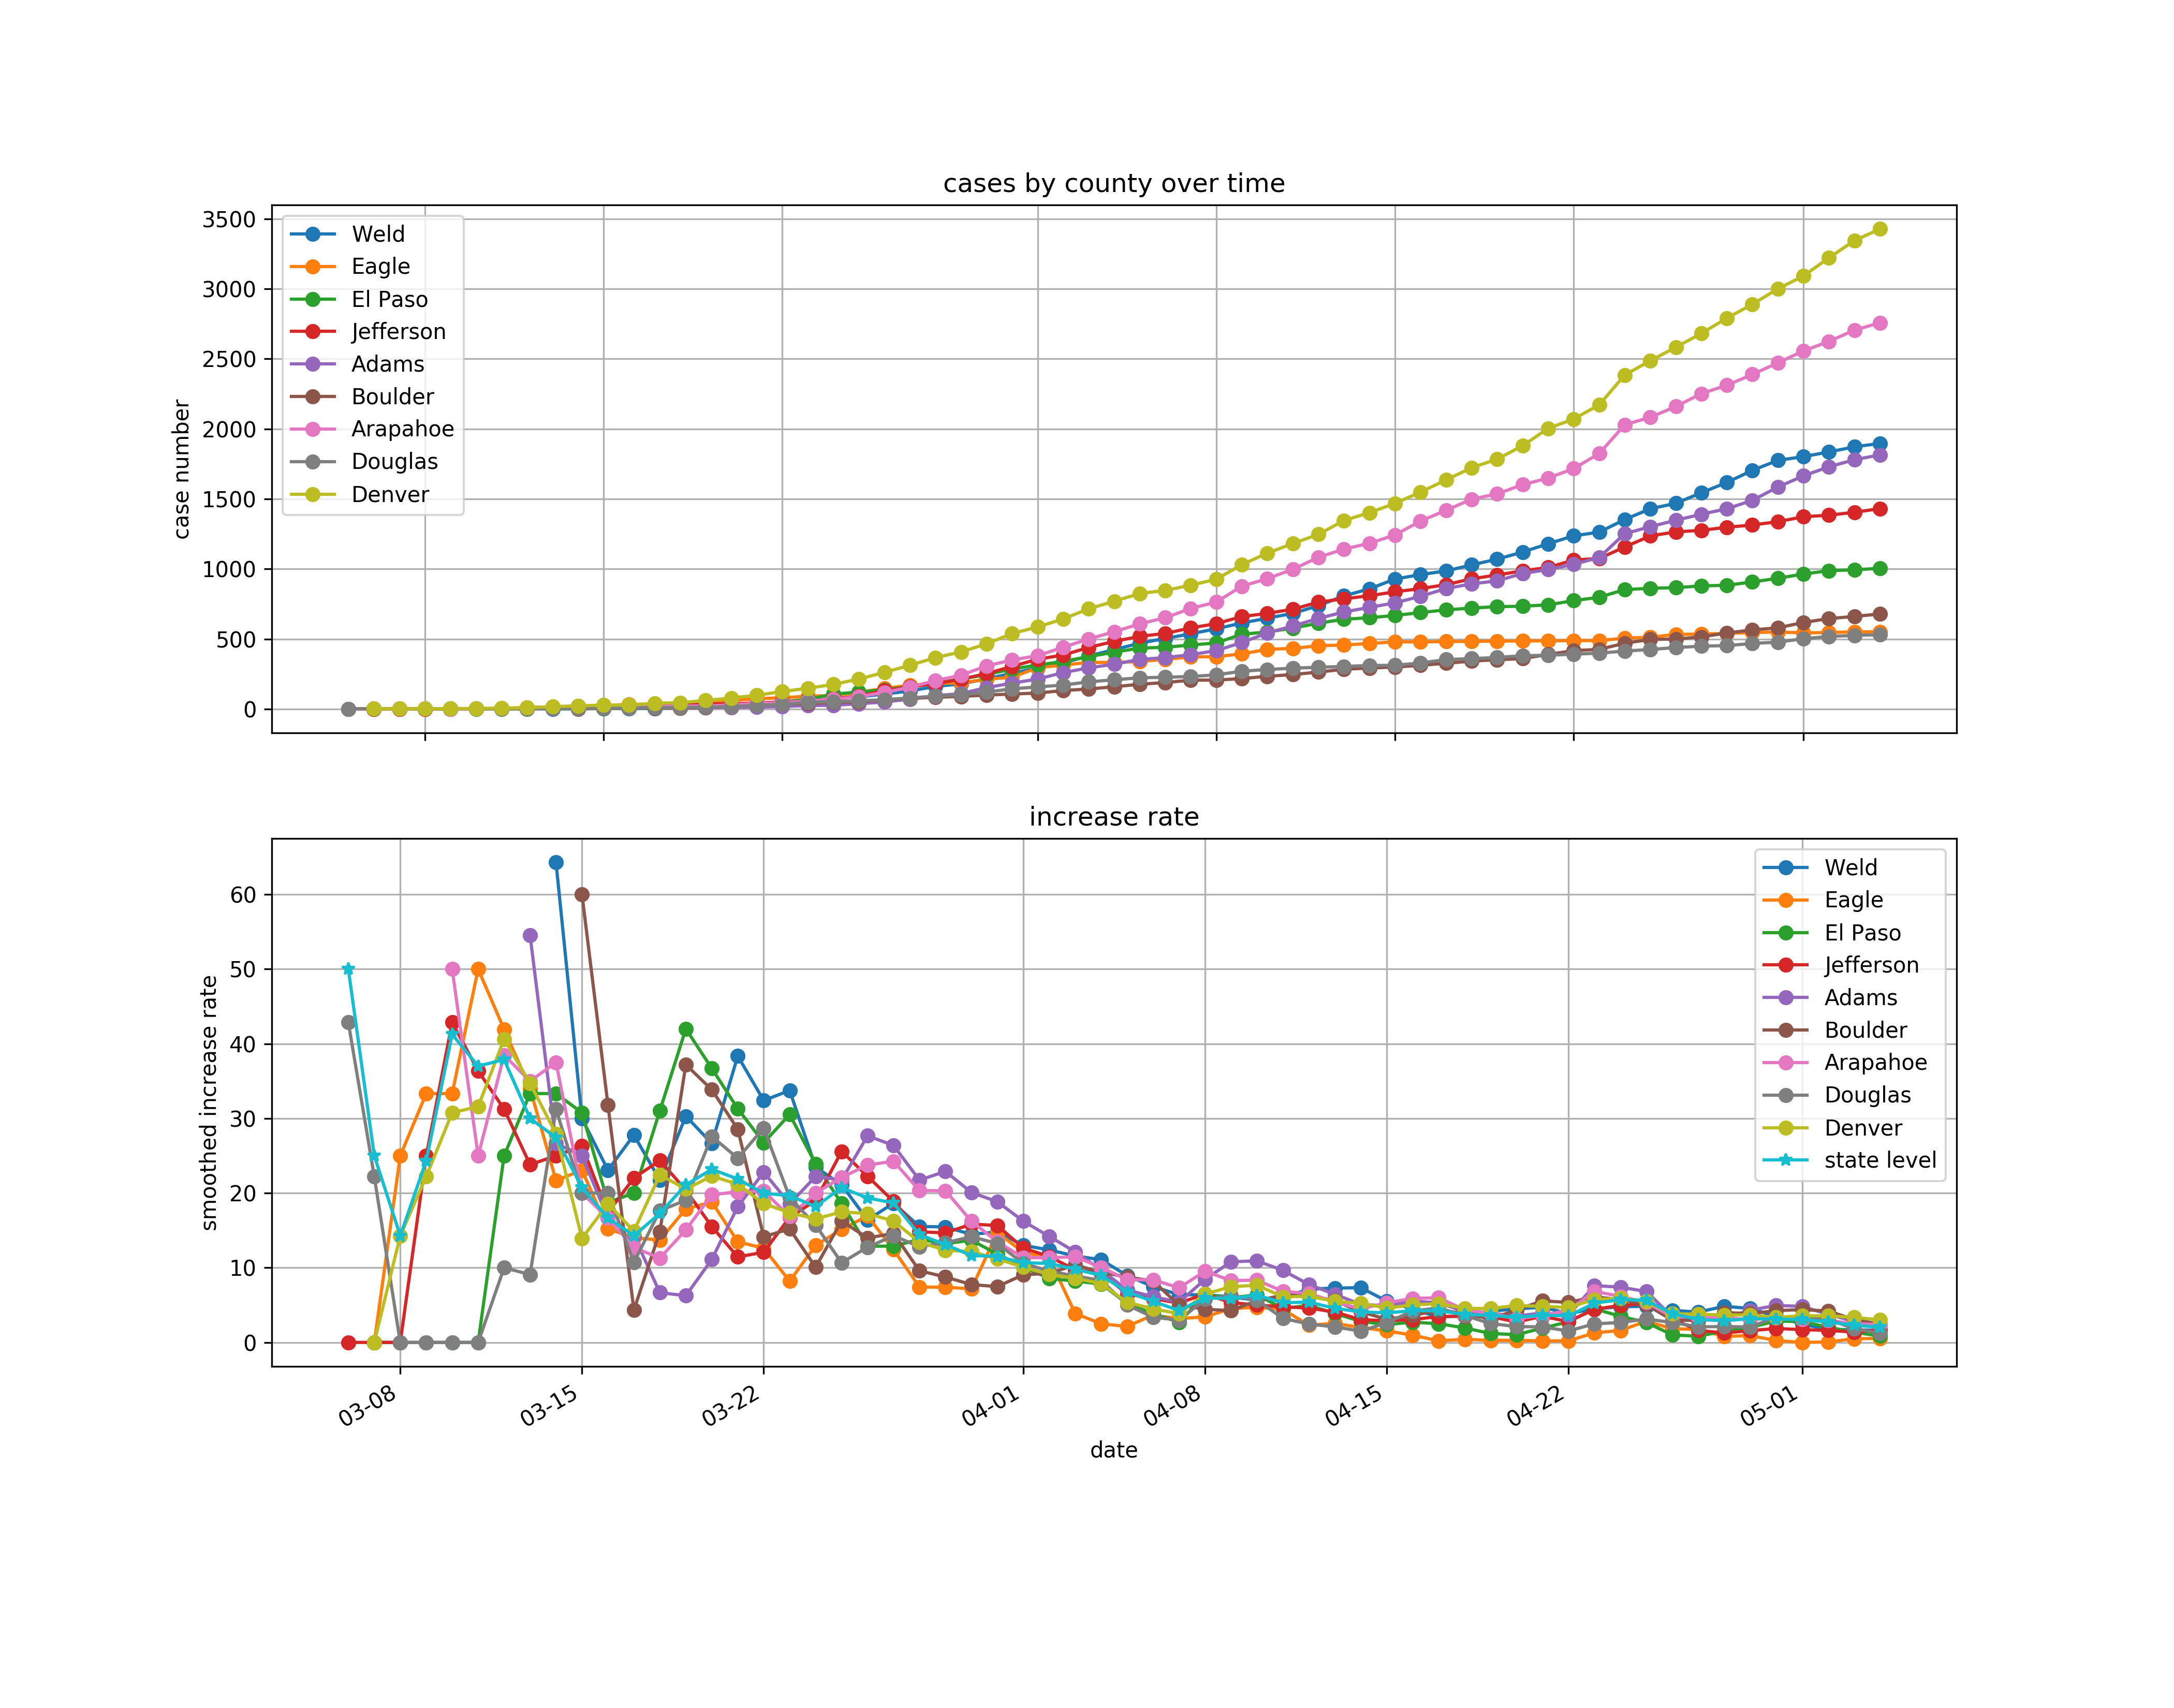 cases by county over time
case number
3500
3000
2500
2000
1500
1000
500
0
Weld
Eagle
El Paso
Jefferson
Adams
Boulder
Arapahoe
Douglas
Denver
increase rate
smoothed increase rate
60
50
40
30
20
10
0
Weld
Eagle
El Paso
Jefferson
Adams
Boulder
Arapahoe
Douglas
Denver
state level
03-08 03-15 03-22 04-01 04-08 04-15 04-22 05-01
date